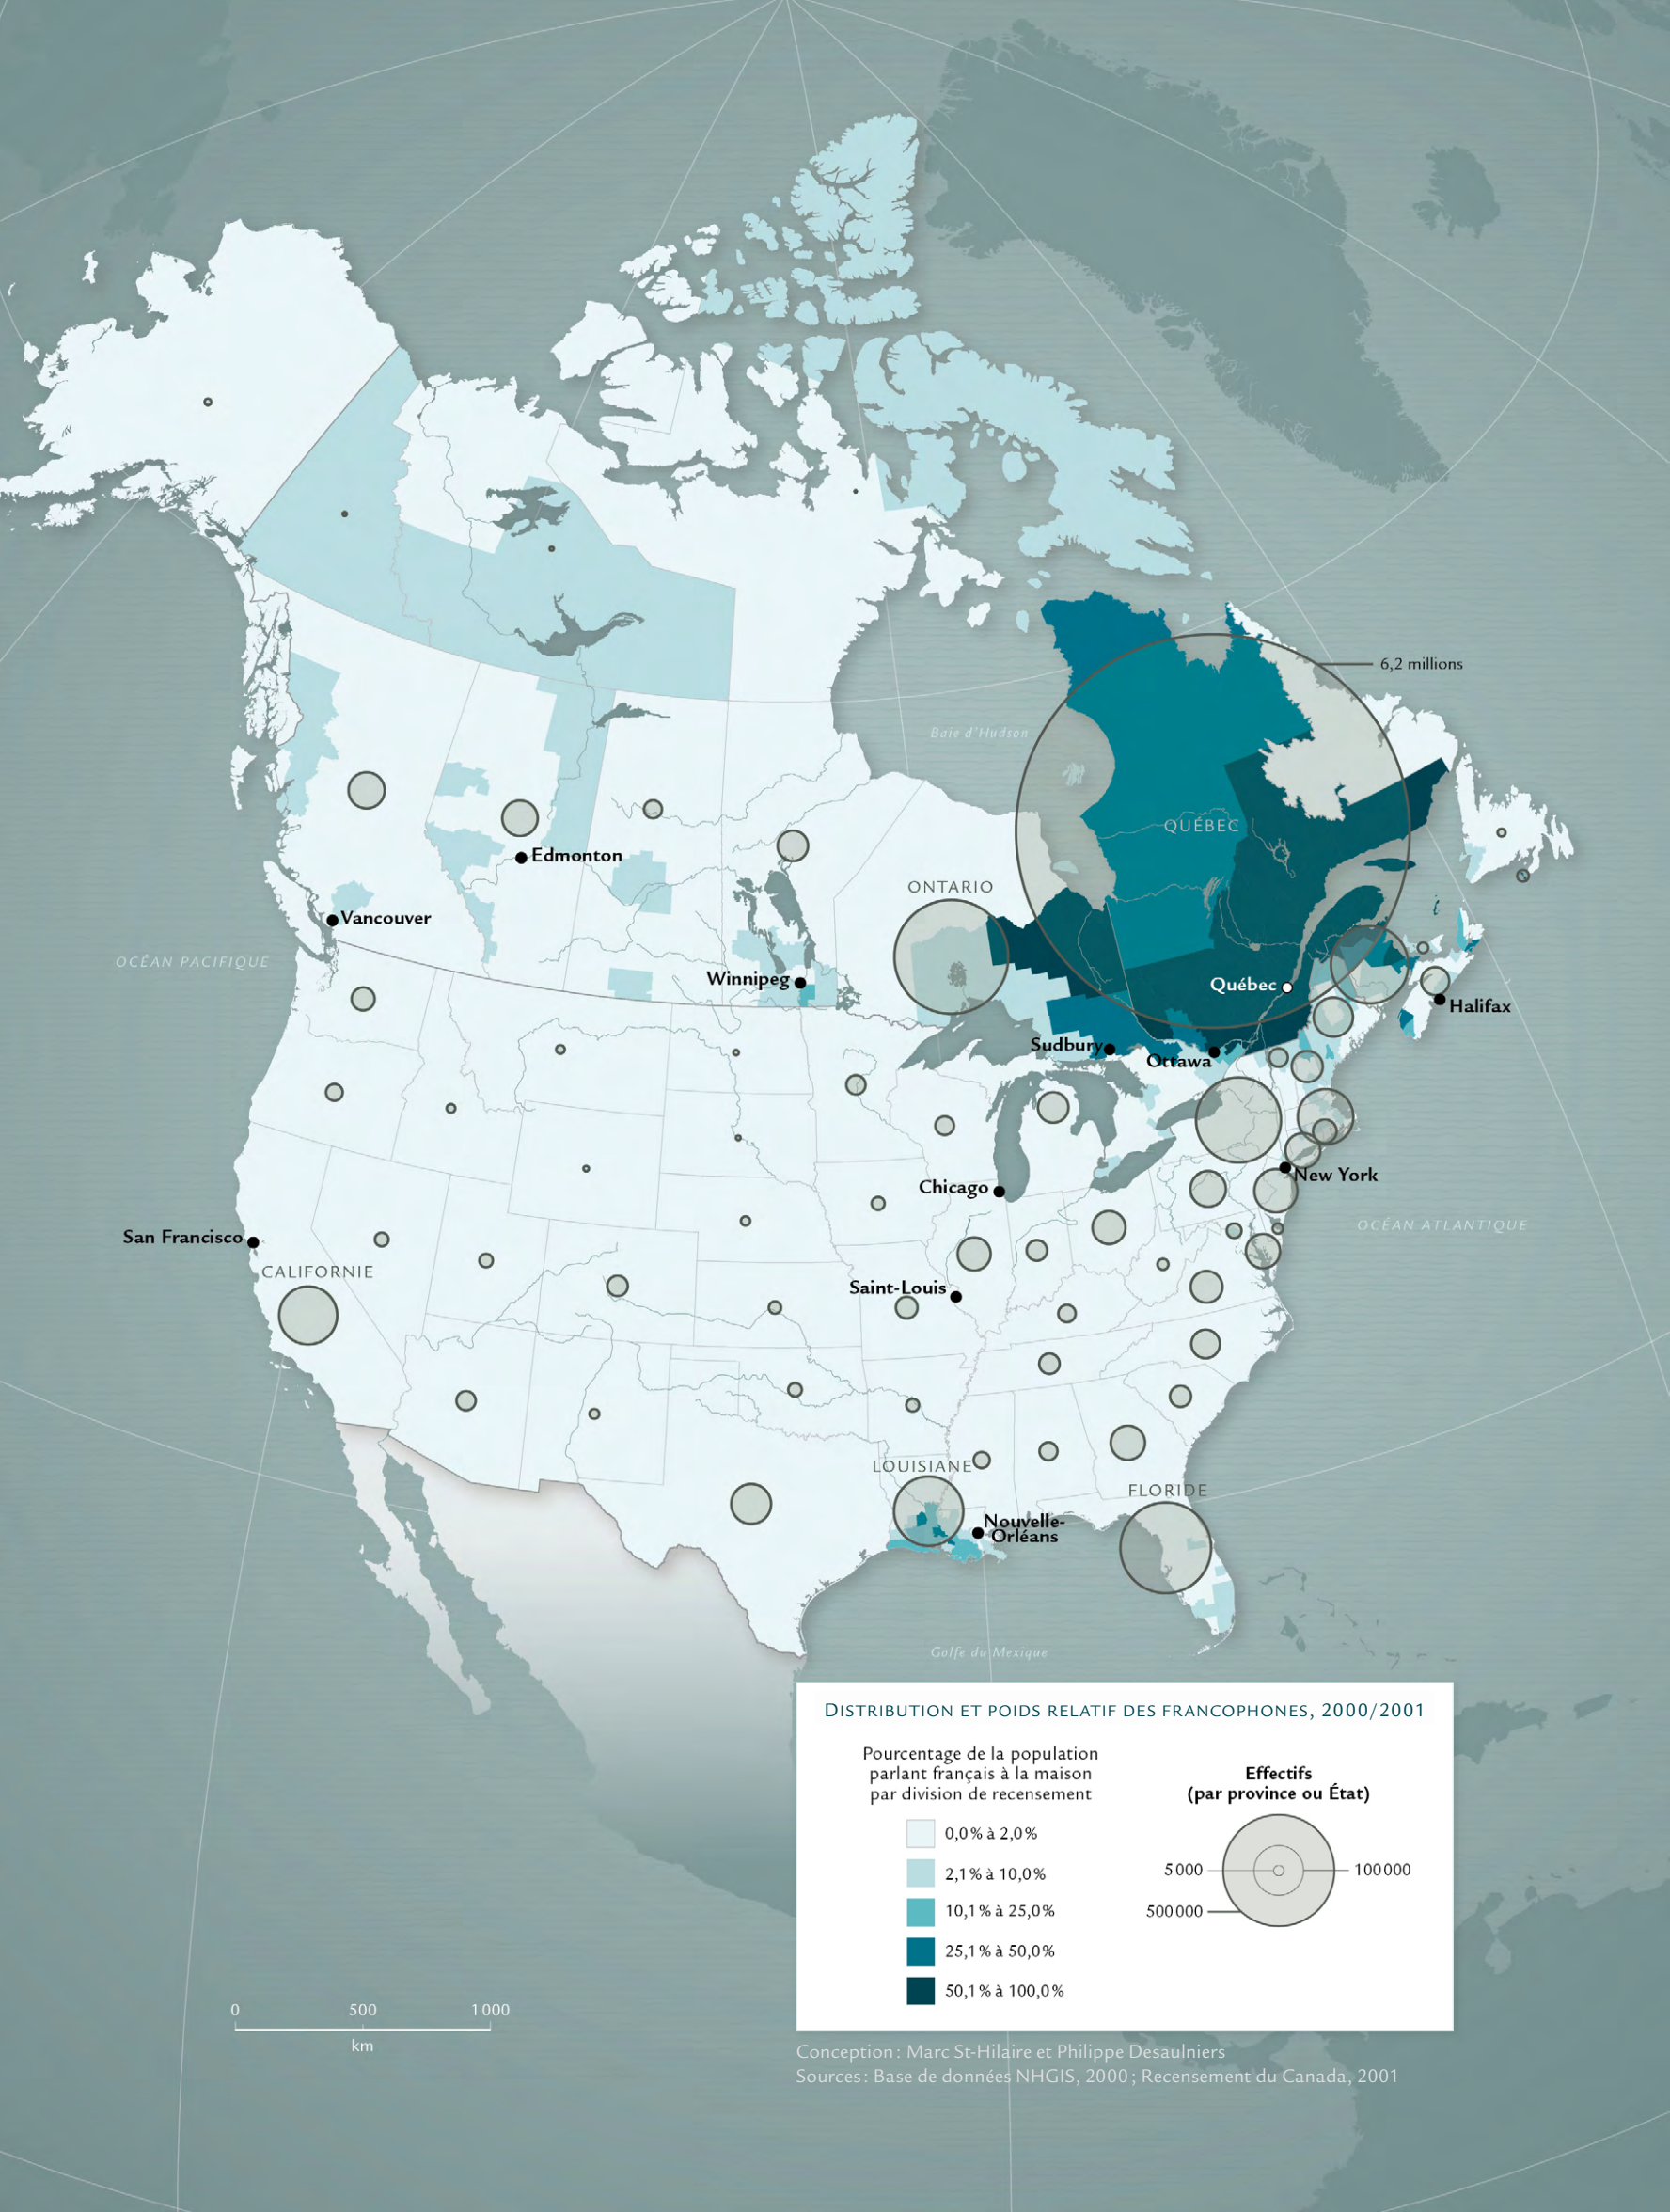 6,2 millions
Baie d'Hudson
QUÉBEC
Edmonton
ONTARIO
Vancouver
OCÉAN PACIFIQUE
Winnipeg
Québec
Halifax
Sudbury
Ottawa
New York
Chicago
OCÉAN ATLANTIQUE
San Francisco
CALIFORNIE
Saint-Louis
LOUISIANE
FLORIDE
Nouvelle-
Orléans
Golfe du Mexique
DISTRIBUTION ET POIDS RELATIF DES FRANCOPHONES, 2000/2001
Pourcentage de la population
parlant français à la maison
par division de recensement
0,0 % à 2,0 %
2,1 % à 10,0 %
10,1 % à 25,0 %
25,1 % à 50,0 %
50,1 % à 100,0 %
Effectifs
(par province ou État)
5 000
100 000
500 000
0 500 1 000
km
Conception : Marc St-Hilaire et Philippe Desaulniers
Sources : Base de données NHGIS, 2000 ; Recensement du Canada, 2001